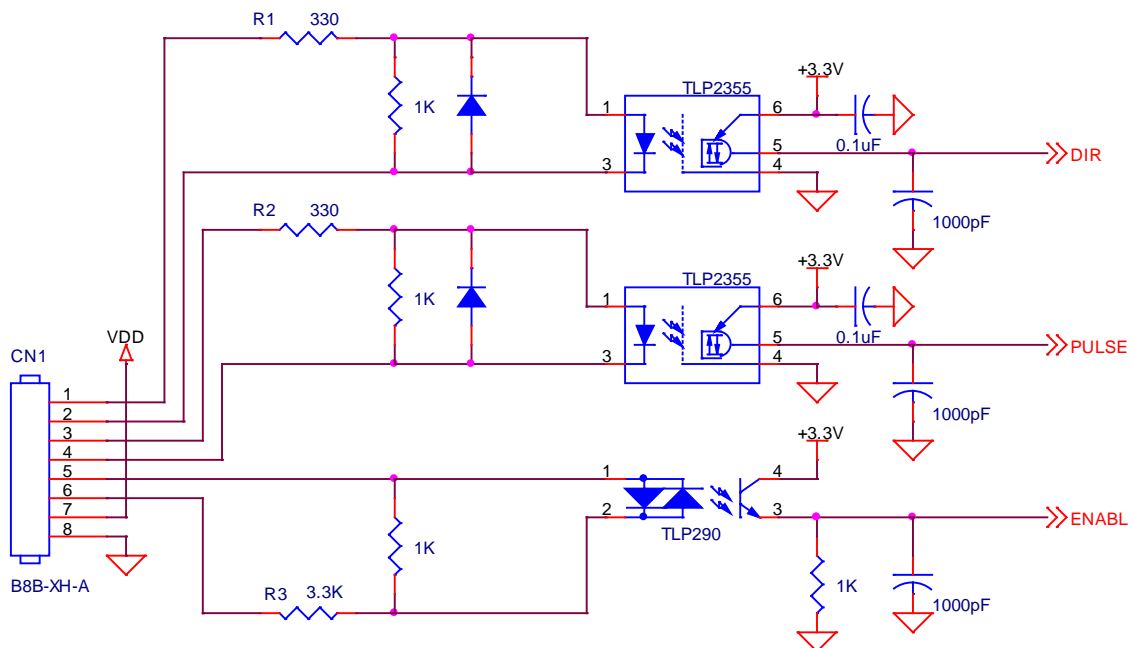 R1 330
1K
TLP2355
1
3
6
5
4
+3.3V
0.1uF
DIR
1000pF
R2 330
1K
TLP2355
1
3
6
5
4
+3.3V
0.1uF
PULSE
1000pF
CN1
VDD
1
2
3
4
5
6
7
8
B8B-XH-A
1K
R3 3.3K
1
2
4
3
TLP290
+3.3V
ENABL
1K
1000pF